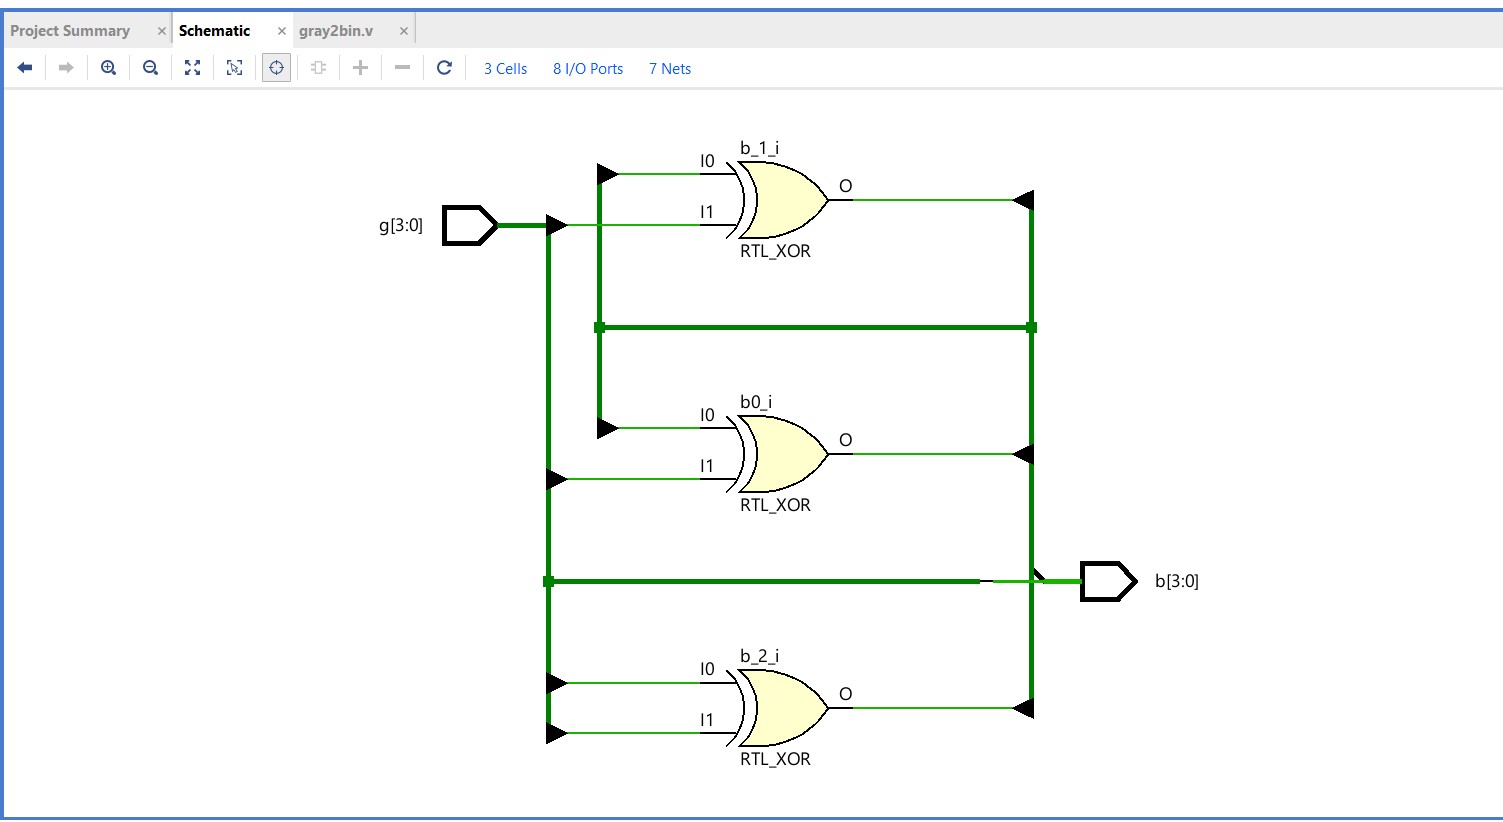 Project Summary × Schematic × gray2bin.v ×
3 Cells 8 I/O Ports 7 Nets
b_1_i
I0
O
I1
g[3:0]
RTL_XOR
b0_i
I0
O
I1
RTL_XOR
b[3:0]
b_2_i
I0
O
I1
RTL_XOR